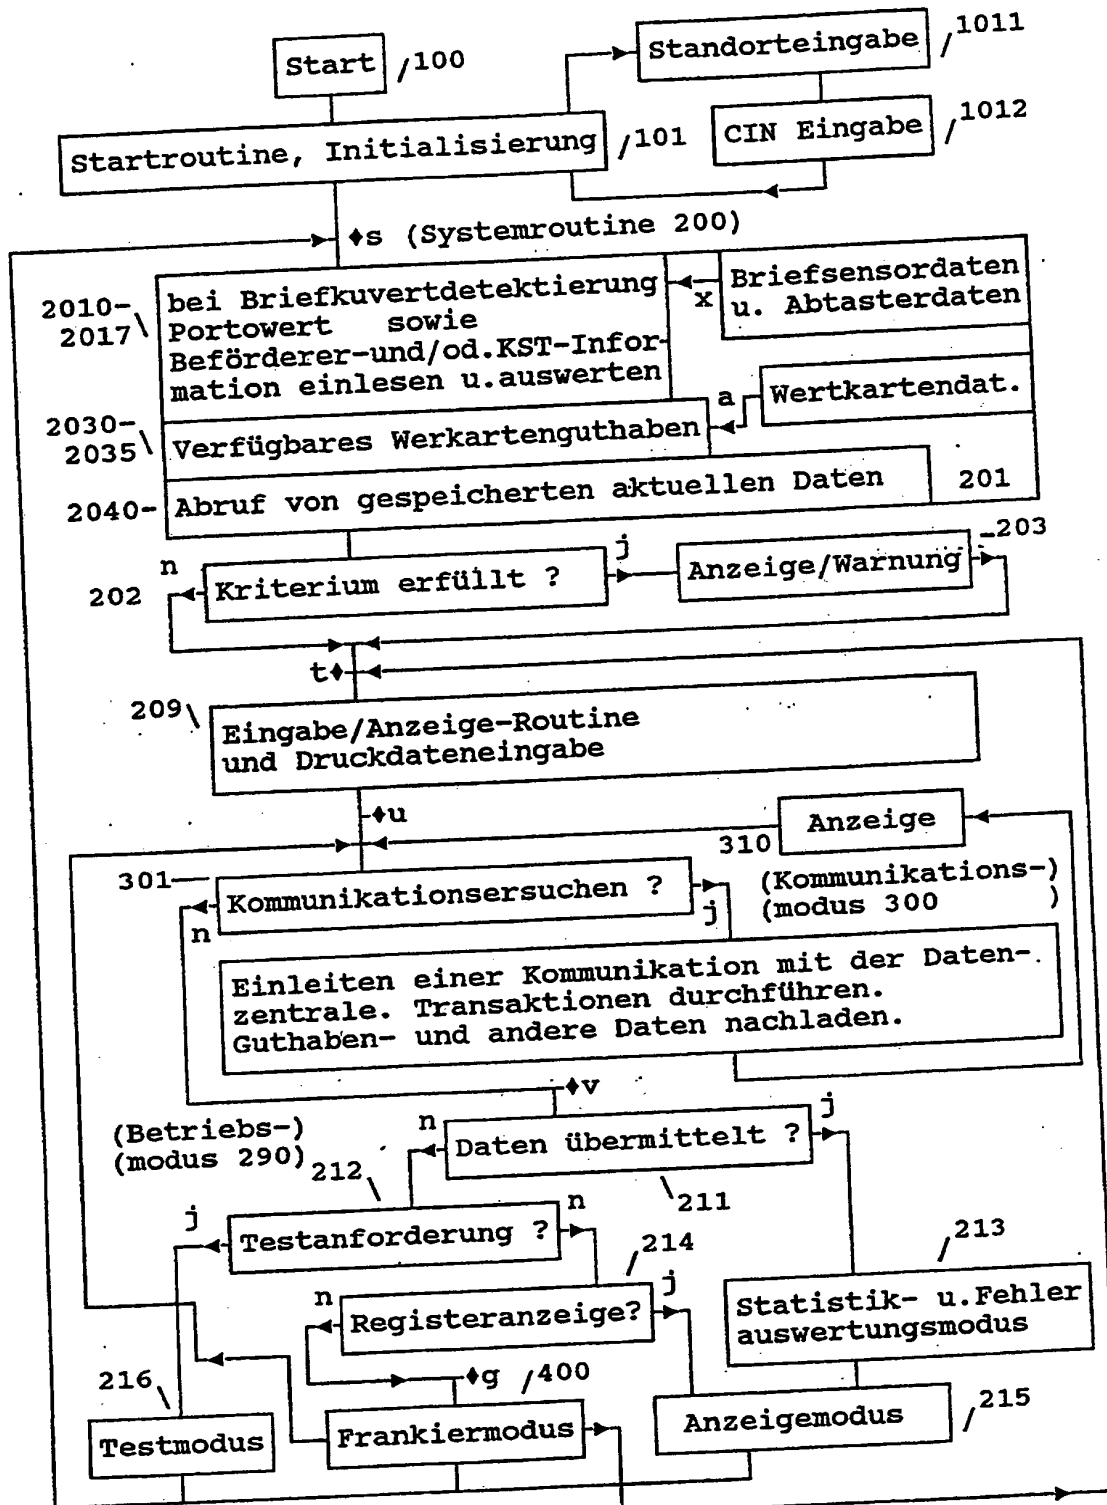 Start
/100
Standorteingabe
/1011
Startroutine, Initialisierung
/101
CIN Eingabe
/1012
♦s (Systemroutine 200)
2010-
2017\
bei Briefkuvertdetektierung
Portowert sowie
Beförderer-und/od.KST-Infor-
mation einlesen u.auswerten
x
Briefsensordaten
u. Abtasterdaten
2030-
2035\
Verfügbares Werkartenguthaben
a
Wertkartendat.
2040-
Abruf von gespeicherten aktuellen Daten
201
n
202
Kriterium erfüllt ?
j
Anzeige/Warnung
203
t♦
209\
Eingabe/Anzeige-Routine
und Druckdateneingabe
♦u
Anzeige
310
301
Kommunikationsersuchen ?
n
j
(Kommunikations-)
(modus 300 )
Einleiten einer Kommunikation mit der Daten-
zentrale. Transaktionen durchführen.
Guthaben- und andere Daten nachladen.
♦v
(Betriebs-)
(modus 290)
n
Daten übermittelt ?
j
\211
212\
j
Testanforderung ?
n
/214
/213
n
Registeranzeige?
j
Statistik- u.Fehler
auswertungsmodus
♦g
/400
216\
Testmodus
Frankiermodus
Anzeigemodus
/215